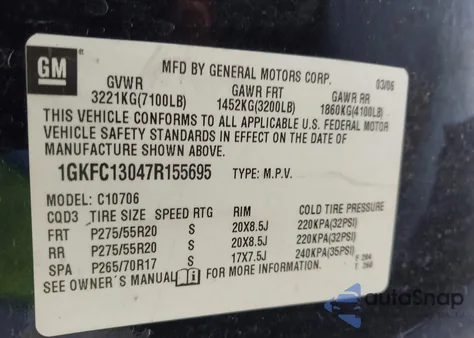 GM
MFD BY GENERAL MOTORS CORP. 03/06
GVWR GAWR FRT GAWR RR
3221KG(7100LB) 1452KG(3200LB) 1860KG(4100LB)
THIS VEHICLE CONFORMS TO ALL APPLICABLE U.S. FEDERAL MOTOR
VEHICLE SAFETY STANDARDS IN EFFECT ON THE DATE OF
MANUFACTURE SHOWN ABOVE.
1GKFC13047R155695 TYPE: M.P.V.
MODEL: C10706
CQD3 TIRE SIZE SPEED RTG RIM COLD TIRE PRESSURE
FRT P275/55R20 S 20X8.5J 220KPA(32PSI)
RR P275/55R20 S 20X8.5J 220KPA(32PSI)
SPA P265/70R17 S 17X7.5J 240KPA(35PSI)
SEE OWNER'S MANUAL FOR MORE INFORMATION.
autoSnap